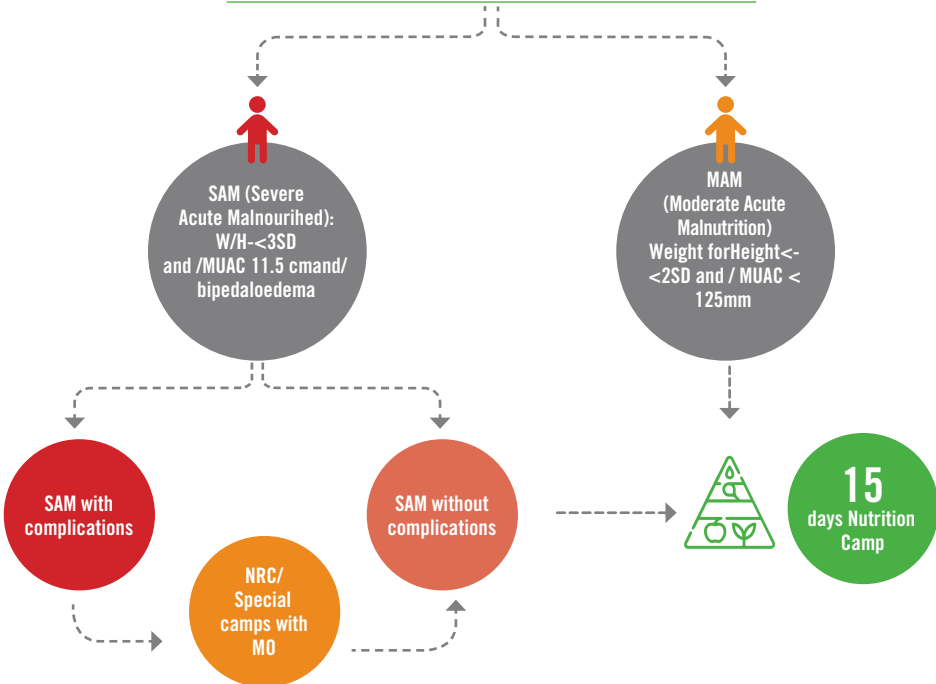 SAM (Severe
Acute Malnourihed):
W/H-<3SD
and /MUAC 11.5 cmand/
bipedaloedema
MAM
(Moderate Acute
Malnutrition)
Weight forHeight<-
<2SD and / MUAC <
125mm
SAM with
complications
NRC/
Special
camps with
MO
SAM without
complications
15
days Nutrition
Camp